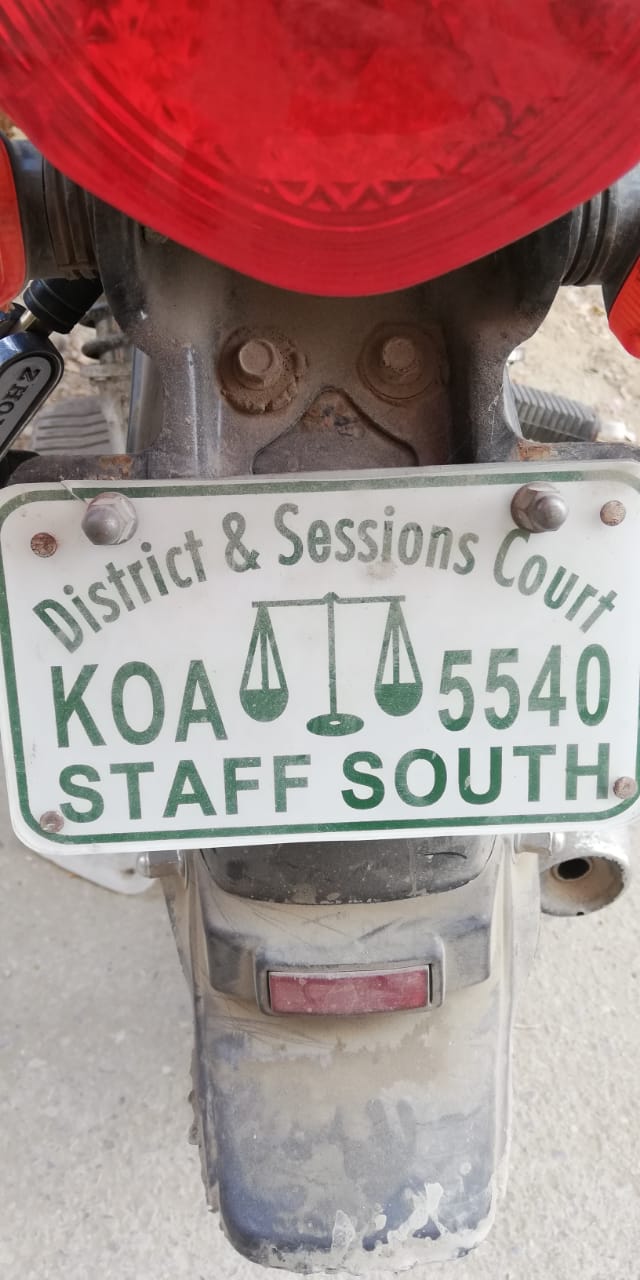 District & Sessions Court
KOA 5540
STAFF SOUTH